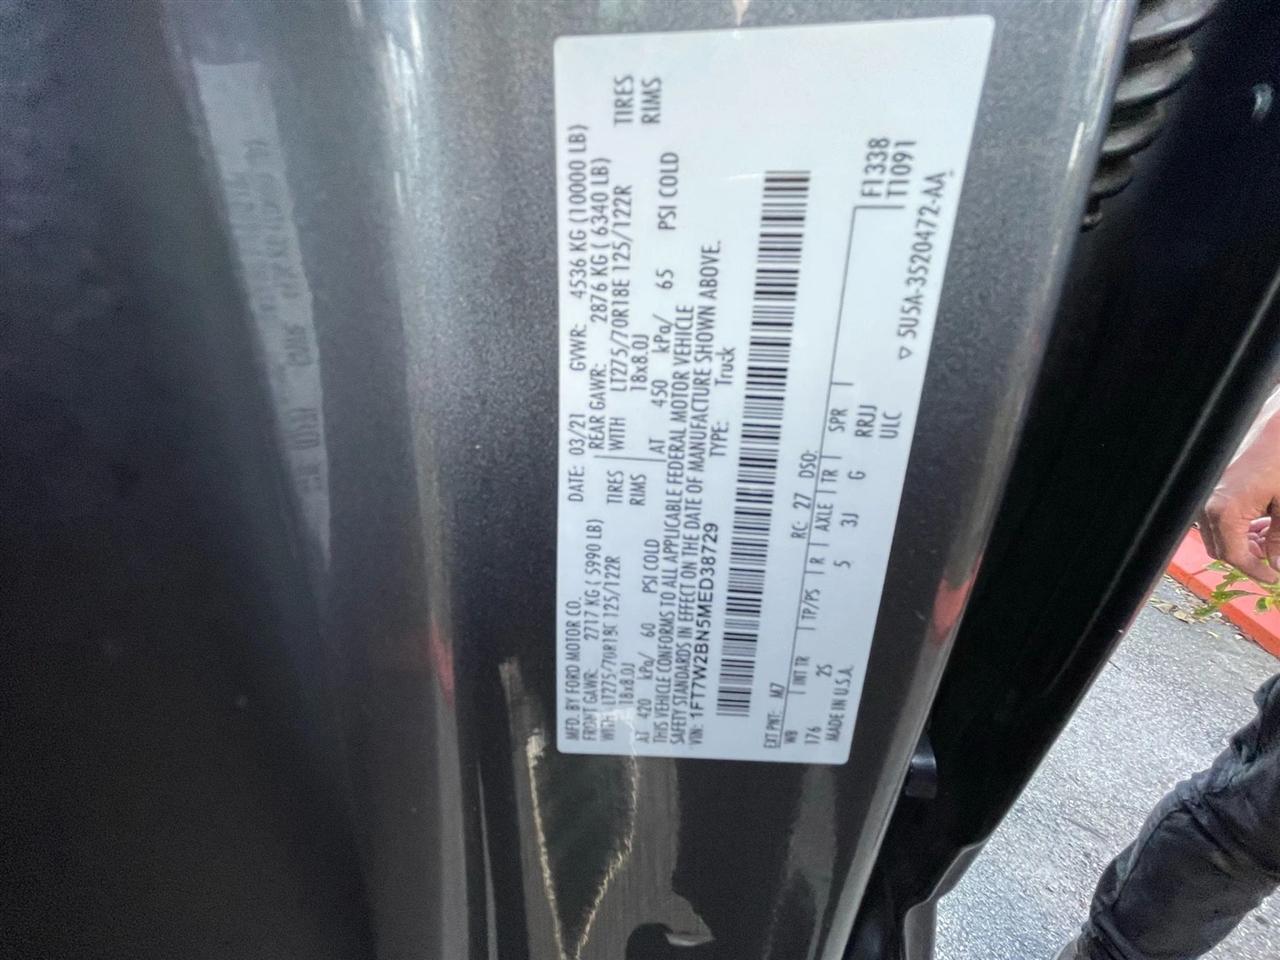 MFD. BY FORD MOTOR CO.
DATE: 03/21 GVWR: 4536 KG (10000 LB)
FRONT GAWR: 2717 KG ( 5990 LB) REAR GAWR: 2876 KG ( 6340 LB)
WITH LT275/70R18E 125/122R TIRES WITH LT275/70R18E 125/122R TIRES
18x8.0J RIMS 18x8.0J RIMS
AT 420 kPa/ 60 PSI COLD AT 450 kPa/ 65 PSI COLD
THIS VEHICLE CONFORMS TO ALL APPLICABLE FEDERAL MOTOR VEHICLE
SAFETY STANDARDS IN EFFECT ON THE DATE OF MANUFACTURE SHOWN ABOVE.
VIN: 1FT7W2BN5MED38729 TYPE: Truck
EXT PNT: M7 RC: 27 DSO: F1338
WB INT TR TP/PS R AXLE TR SPR T1091
176 2S 5 3J G RRJJ
MADE IN U.S.A. ULC ▽ 5U5A-3520472-AA